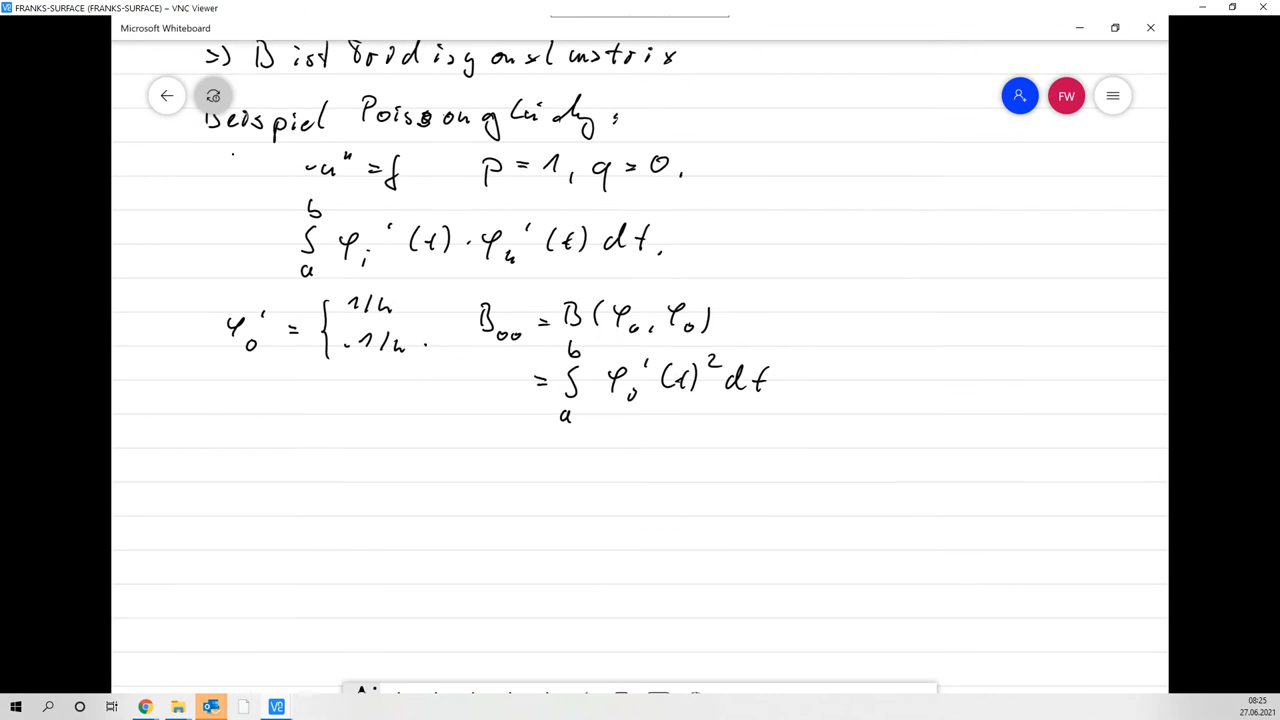 FRANKS-SURFACE (FRANKS-SURFACE) – VNC Viewer
Microsoft Whiteboard
=) B ist Tridiagonalmatrix
Beispiel Poissongleichg:
FW
-u'' = f p = 1, q = 0.
∫_a^b φ_i'(t) · φ_k'(t) dt.
φ_0' = { 1/h B_00 = B(φ_0, φ_0)
-1/h.
= ∫_a^b φ_0'(t)^2 dt
08:25
27.06.2021